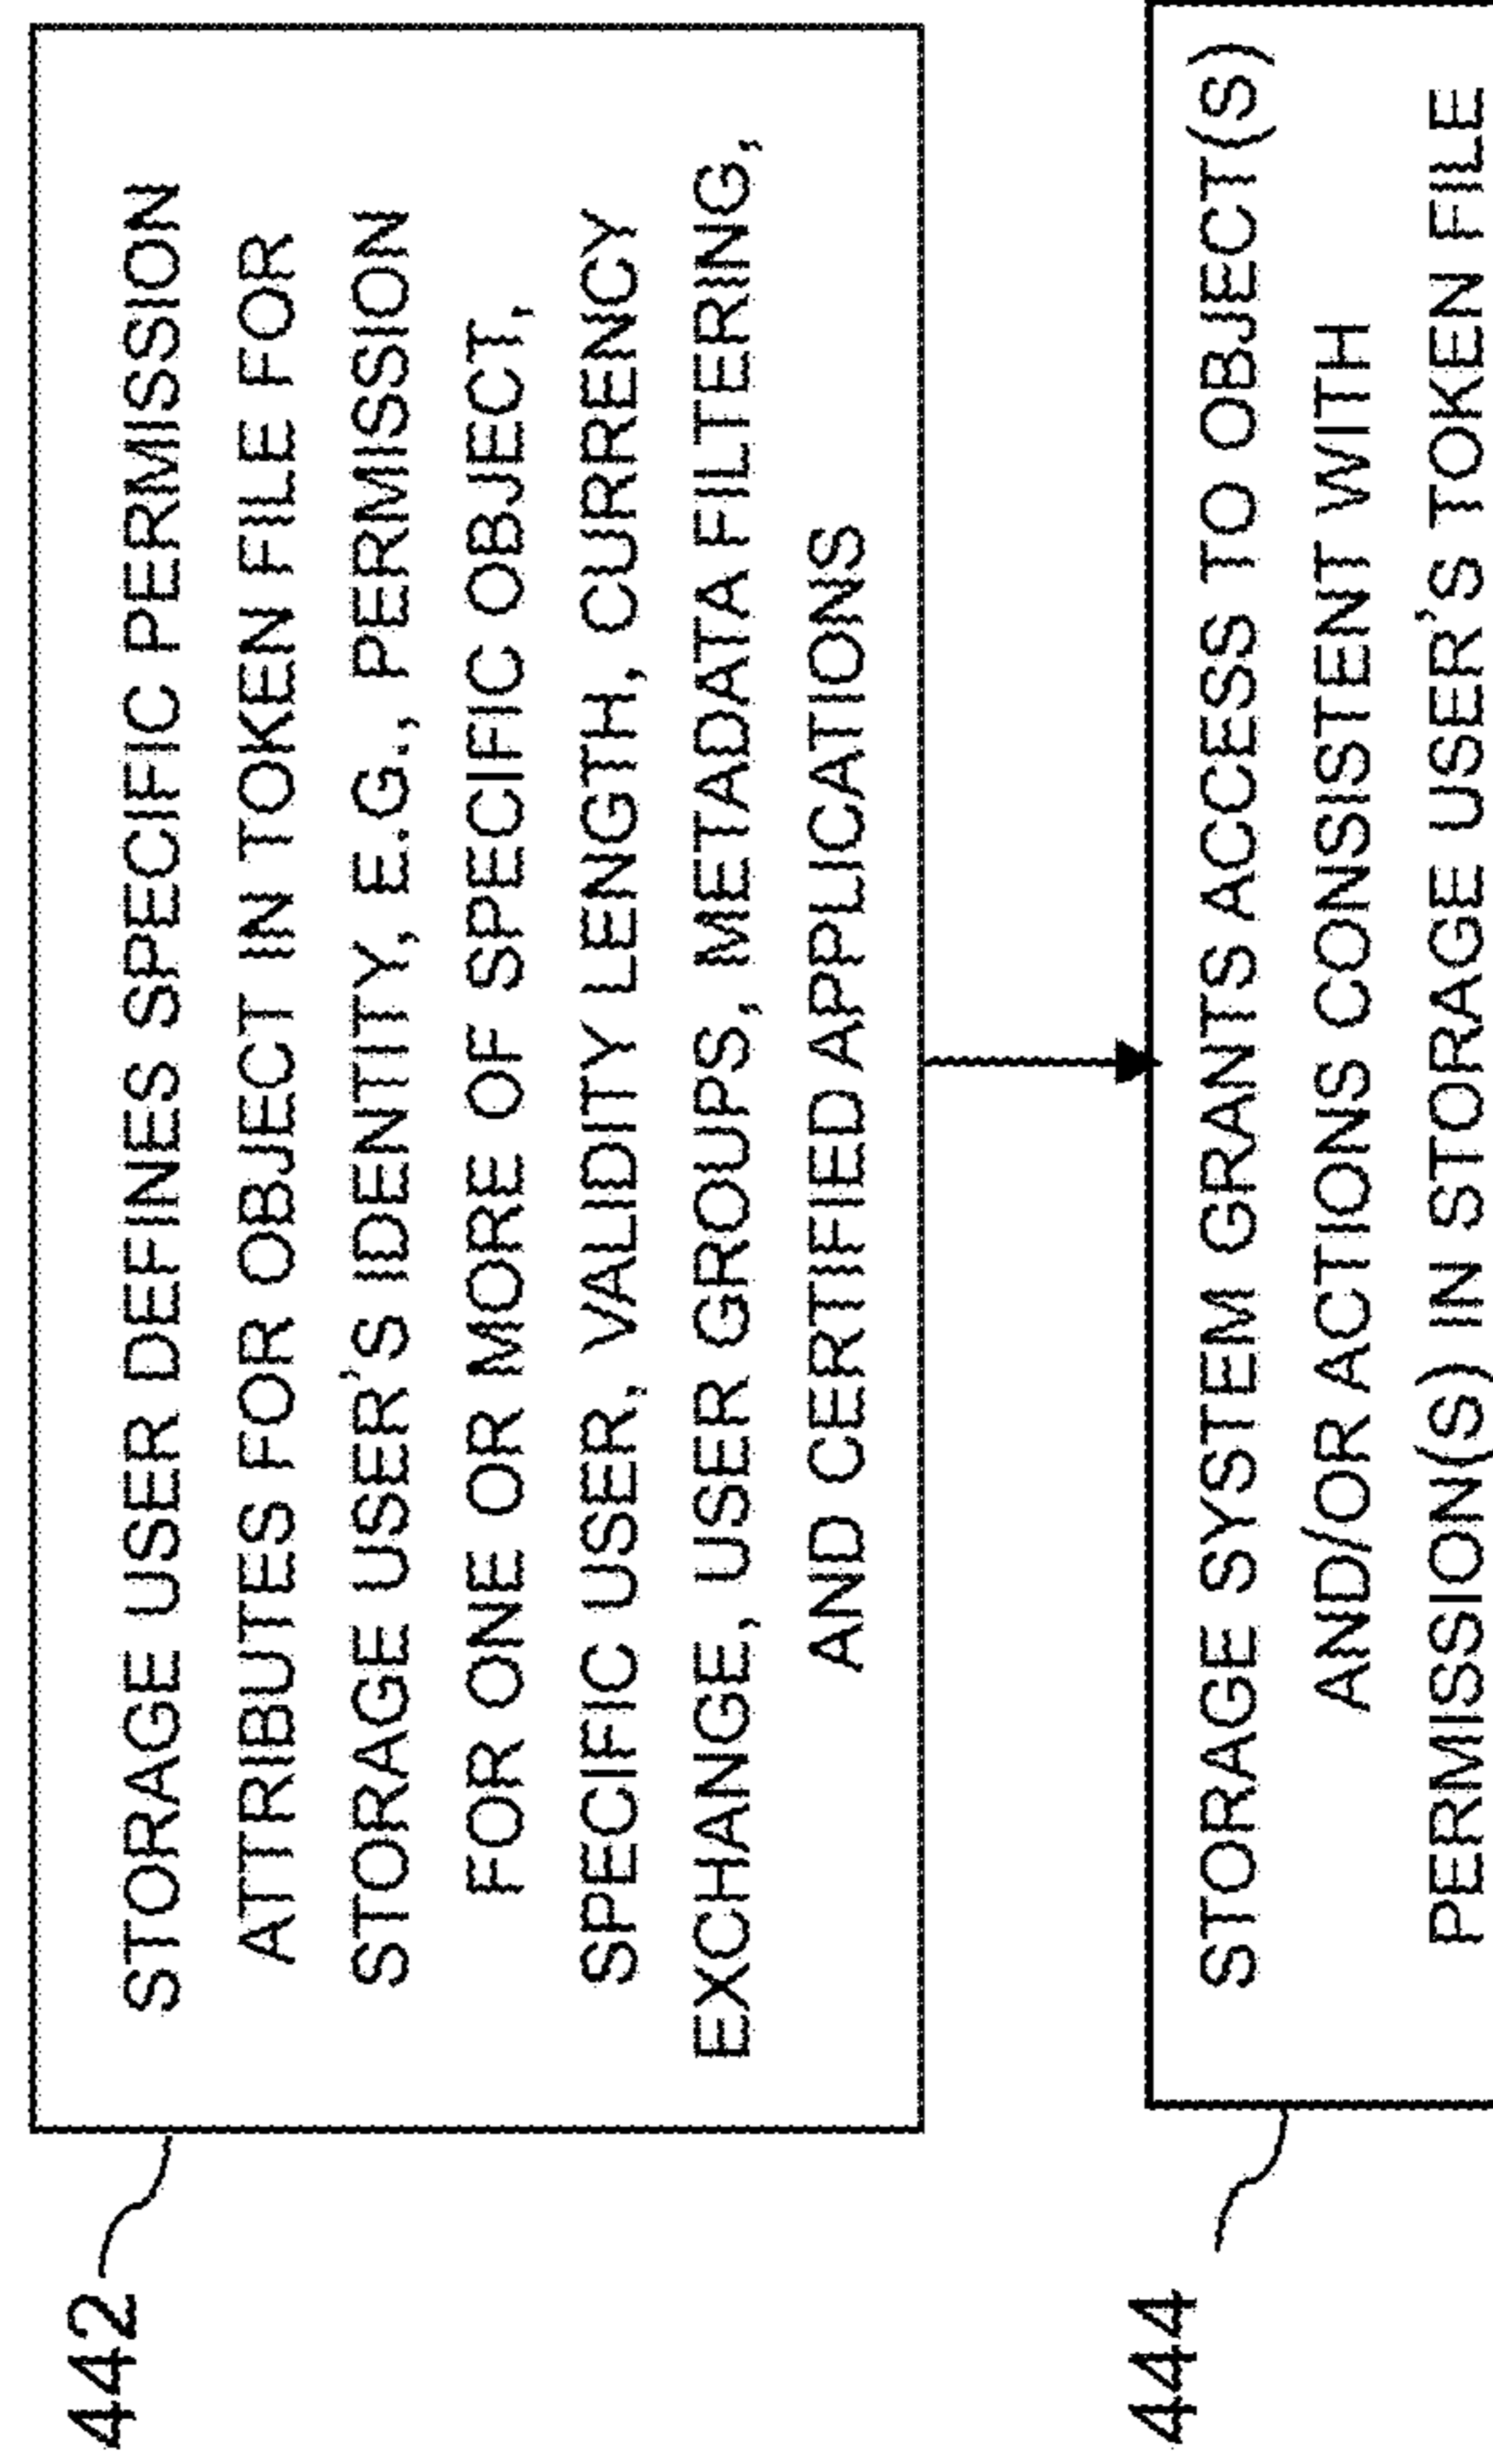 442
STORAGE USER DEFINES SPECIFIC PERMISSION
ATTRIBUTES FOR OBJECT IN TOKEN FILE FOR
STORAGE USER'S IDENTITY, E.G., PERMISSION
FOR ONE OR MORE OF SPECIFIC OBJECT,
SPECIFIC USER, VALIDITY LENGTH, CURRENCY
EXCHANGE, USER GROUPS, METADATA FILTERING,
AND CERTIFIED APPLICATIONS
444
STORAGE SYSTEM GRANTS ACCESS TO OBJECT(S)
AND/OR ACTIONS CONSISTENT WITH
PERMISSION(S) IN STORAGE USER'S TOKEN FILE